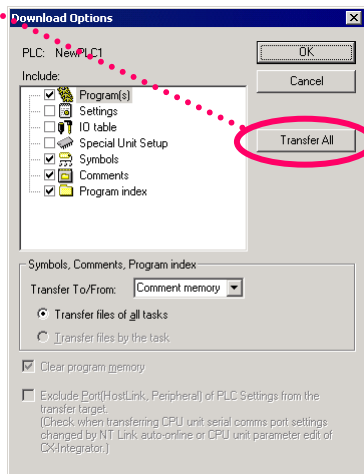 Download Options
PLC: NewPLC1
OK
Include:
Cancel
Program(s)
Settings
IO table
Transfer All
Special Unit Setup
Symbols
Comments
Program index
Symbols, Comments, Program index
Transfer To/From: Comment memory
Transfer files of all tasks
Transfer files by the task
Clear program memory
Exclude Port(HostLink, Peripheral) of PLC Settings from the
transfer target.
(Check when transferring CPU unit serial comms port settings
changed by NT Link auto-online or CPU unit parameter edit of
CX-Integrator.)